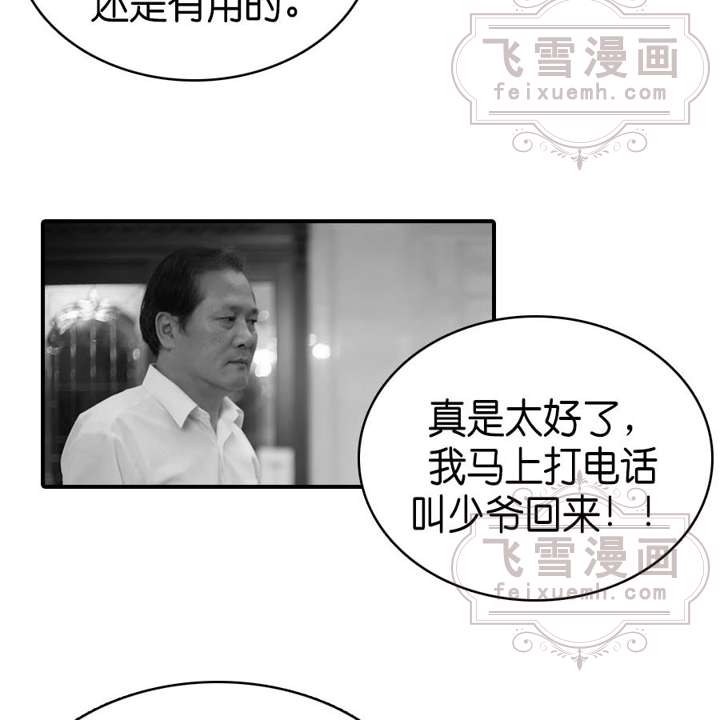 还是有用的。
飞雪漫画
feixuemh.com
真是太好了，
我马上打电话
叫少爷回来！！
飞雪漫画
feixuemh.com